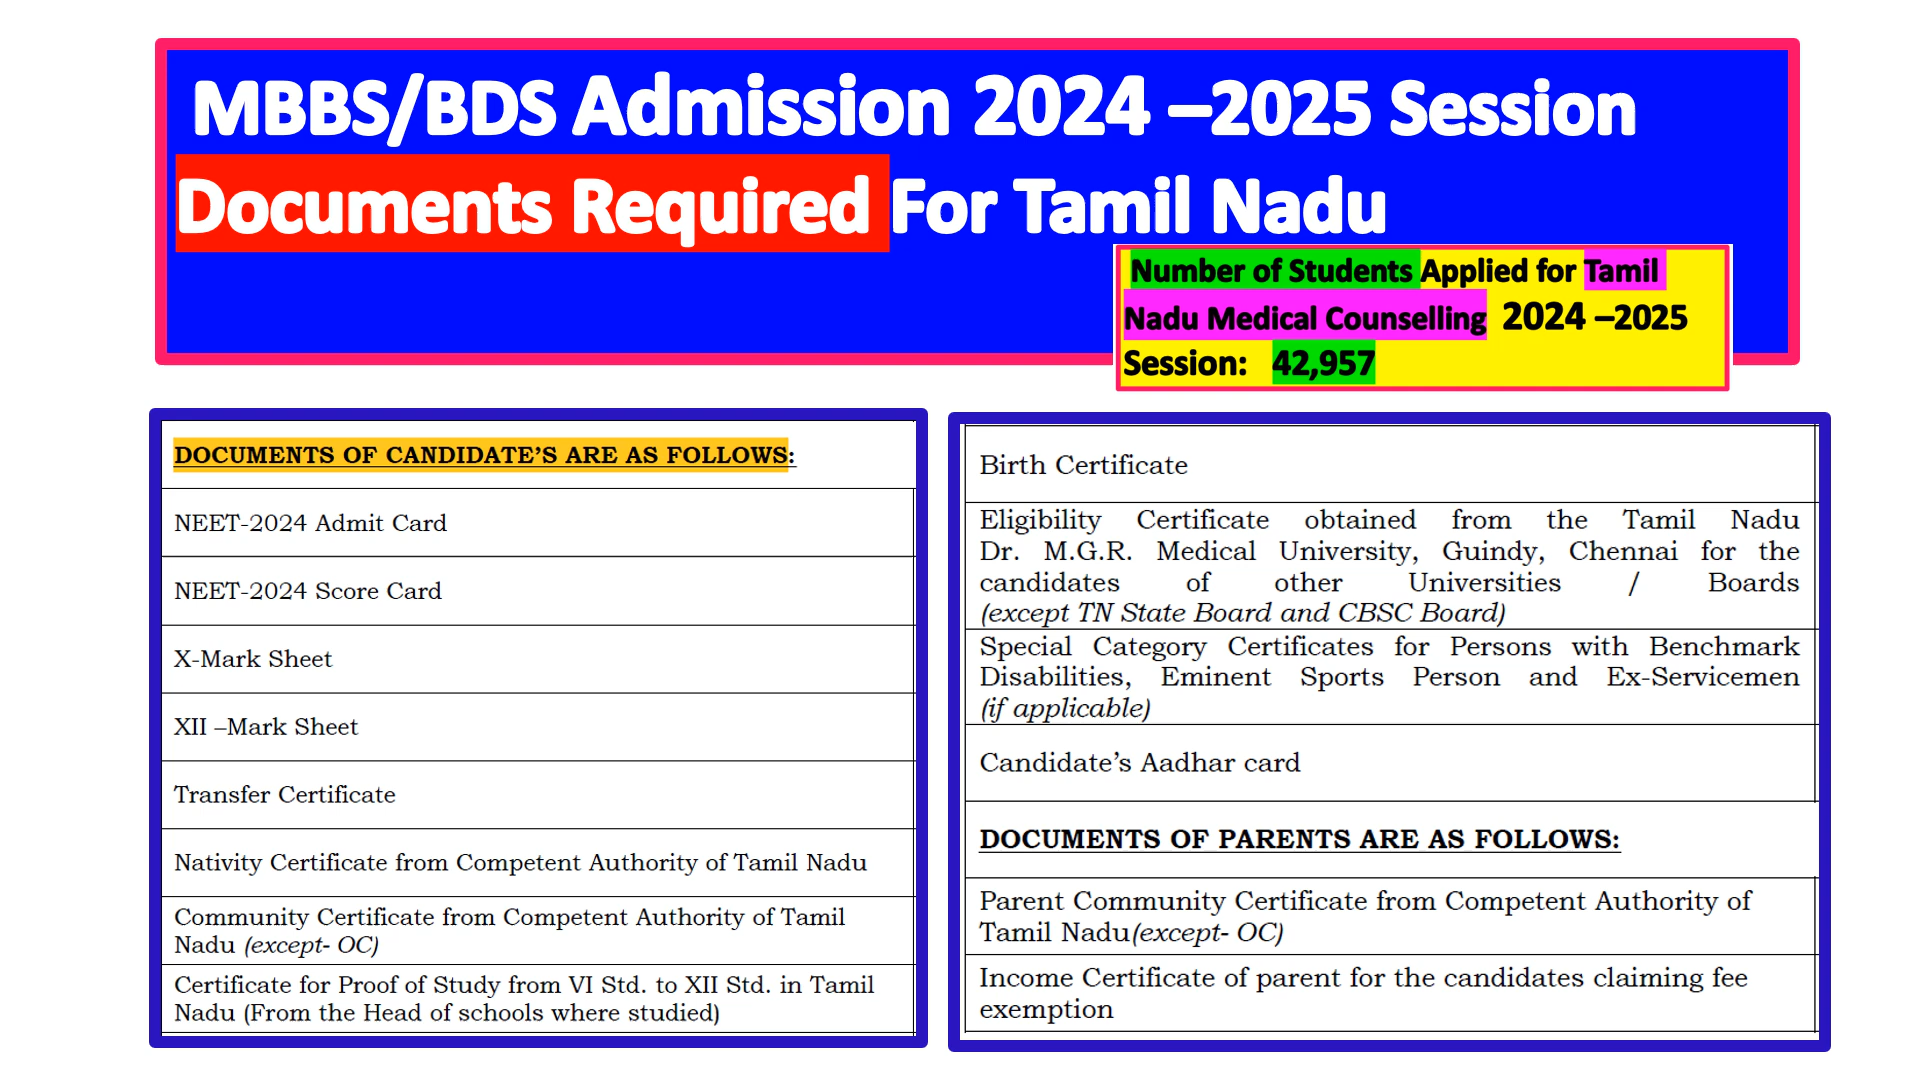 MBBS/BDS Admission 2024 –2025 Session
Documents Required For Tamil Nadu
Number of Students Applied for Tamil
Nadu Medical Counselling 2024 –2025
Session: 42,957
DOCUMENTS OF CANDIDATE’S ARE AS FOLLOWS:
NEET-2024 Admit Card
NEET-2024 Score Card
X-Mark Sheet
XII –Mark Sheet
Transfer Certificate
Nativity Certificate from Competent Authority of Tamil Nadu
Community Certificate from Competent Authority of Tamil
Nadu (except- OC)
Certificate for Proof of Study from VI Std. to XII Std. in Tamil
Nadu (From the Head of schools where studied)
Birth Certificate
Eligibility Certificate obtained from the Tamil Nadu
Dr. M.G.R. Medical University, Guindy, Chennai for the
candidates of other Universities / Boards
(except TN State Board and CBSC Board)
Special Category Certificates for Persons with Benchmark
Disabilities, Eminent Sports Person and Ex-Servicemen
(if applicable)
Candidate’s Aadhar card
DOCUMENTS OF PARENTS ARE AS FOLLOWS:
Parent Community Certificate from Competent Authority of
Tamil Nadu(except- OC)
Income Certificate of parent for the candidates claiming fee
exemption